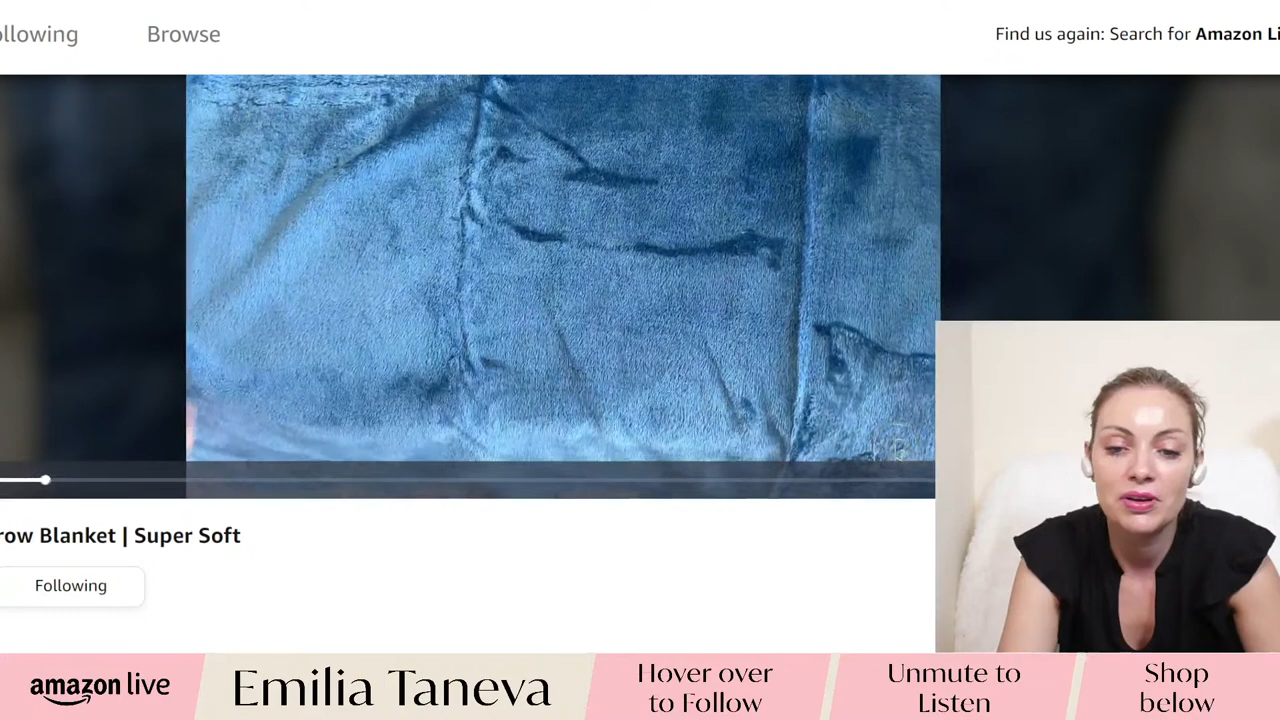 ollowing
Browse
Find us again: Search for Amazon Li
row Blanket | Super Soft
Following
amazon live
Emilia Taneva
Hover over
to Follow
Unmute to
Listen
Shop
below